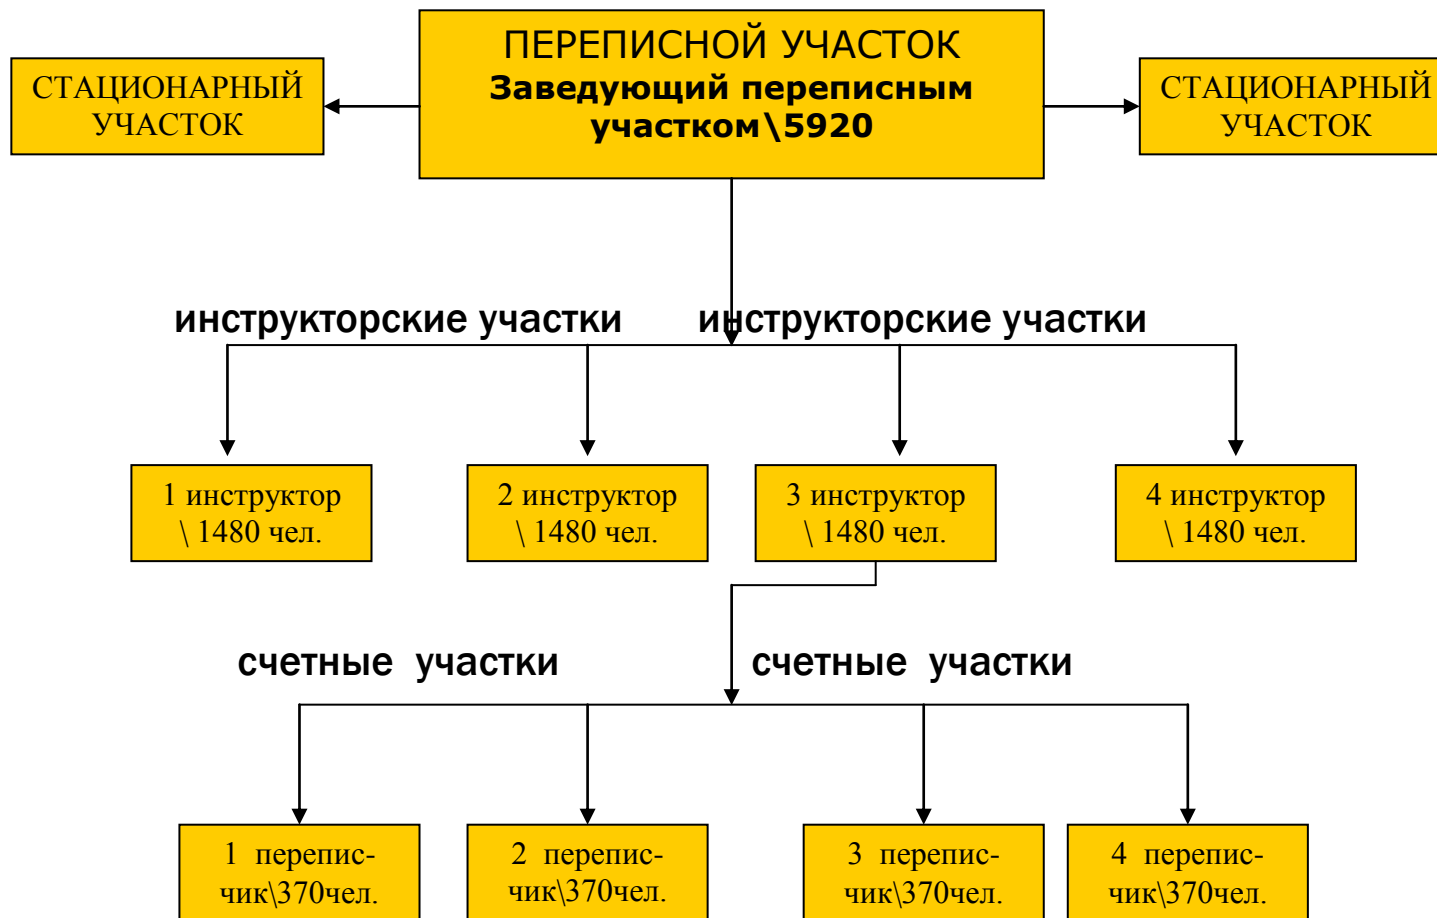 ПЕРЕПИСНОЙ УЧАСТОК
Заведующий переписным
участком\5920
СТАЦИОНАРНЫЙ
УЧАСТОК
СТАЦИОНАРНЫЙ
УЧАСТОК
инструкторские участки
инструкторские участки
1 инструктор
\ 1480 чел.
2 инструктор
\ 1480 чел.
3 инструктор
\ 1480 чел.
4 инструктор
\ 1480 чел.
счетные участки
счетные участки
1 перепис-
чик\370чел.
2 перепис-
чик\370чел.
3 перепис-
чик\370чел.
4 перепис-
чик\370чел.